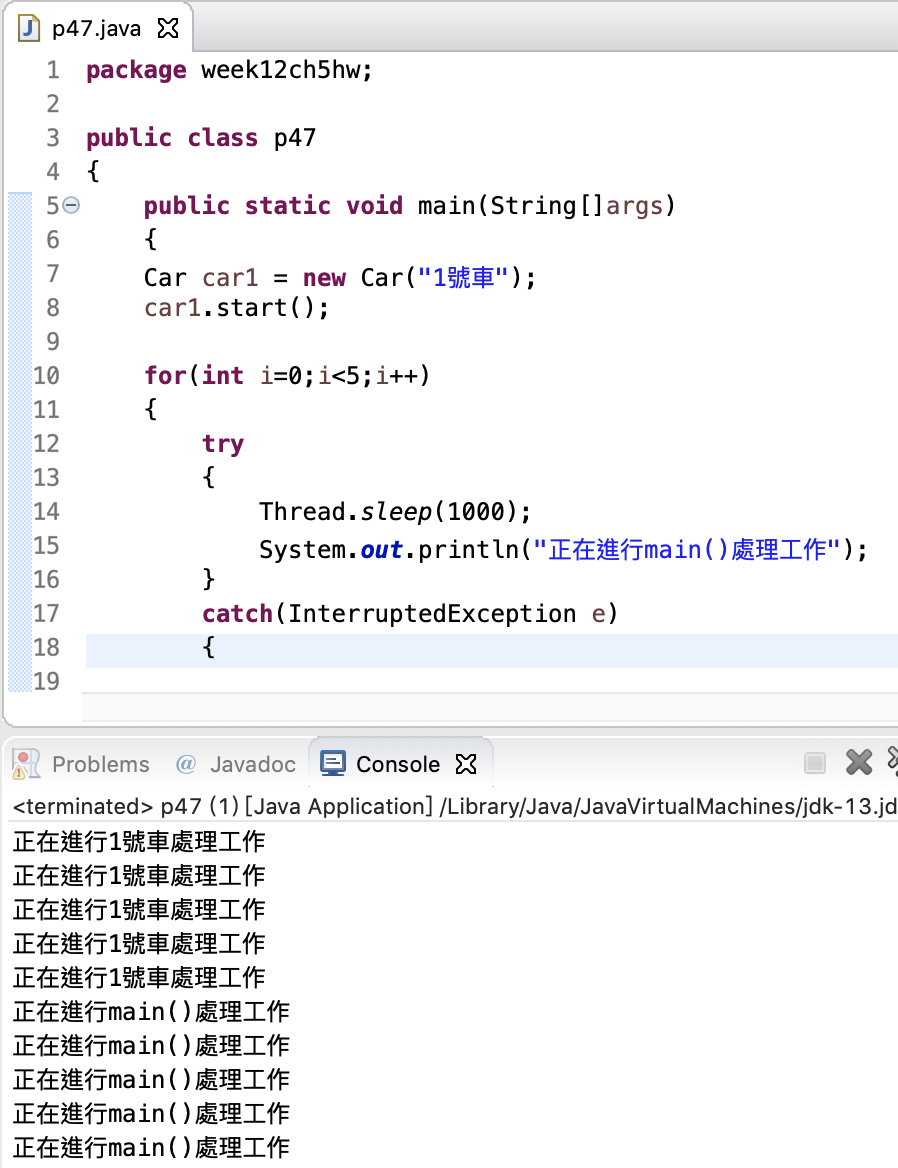 p47.java
1 package week12ch5hw;
2
3 public class p47
4 {
5 public static void main(String[]args)
6 {
7 Car car1 = new Car("1號車");
8 car1.start();
9
10 for(int i=0;i<5;i++)
11 {
12 try
13 {
14 Thread.sleep(1000);
15 System.out.println("正在進行main()處理工作");
16 }
17 catch(InterruptedException e)
18 {
19
Problems @ Javadoc Console
<terminated> p47 (1) [Java Application] /Library/Java/JavaVirtualMachines/jdk-13.jd
正在進行1號車處理工作
正在進行1號車處理工作
正在進行1號車處理工作
正在進行1號車處理工作
正在進行1號車處理工作
正在進行main()處理工作
正在進行main()處理工作
正在進行main()處理工作
正在進行main()處理工作
正在進行main()處理工作